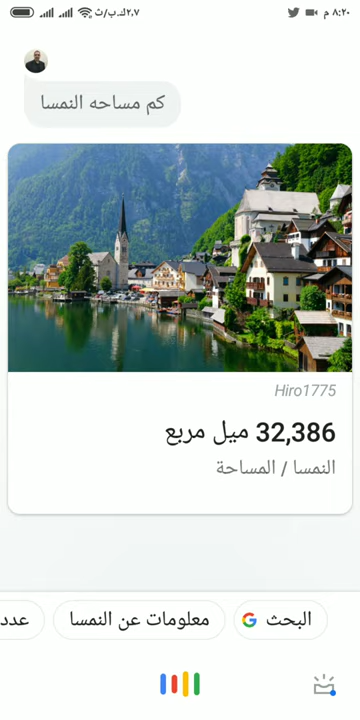 ٨:٢٠ م
٢,٧ك.ب/ث
كم مساحه النمسا
Hiro1775
32,386 ميل مربع
النمسا / المساحة
البحث
معلومات عن النمسا
عدد